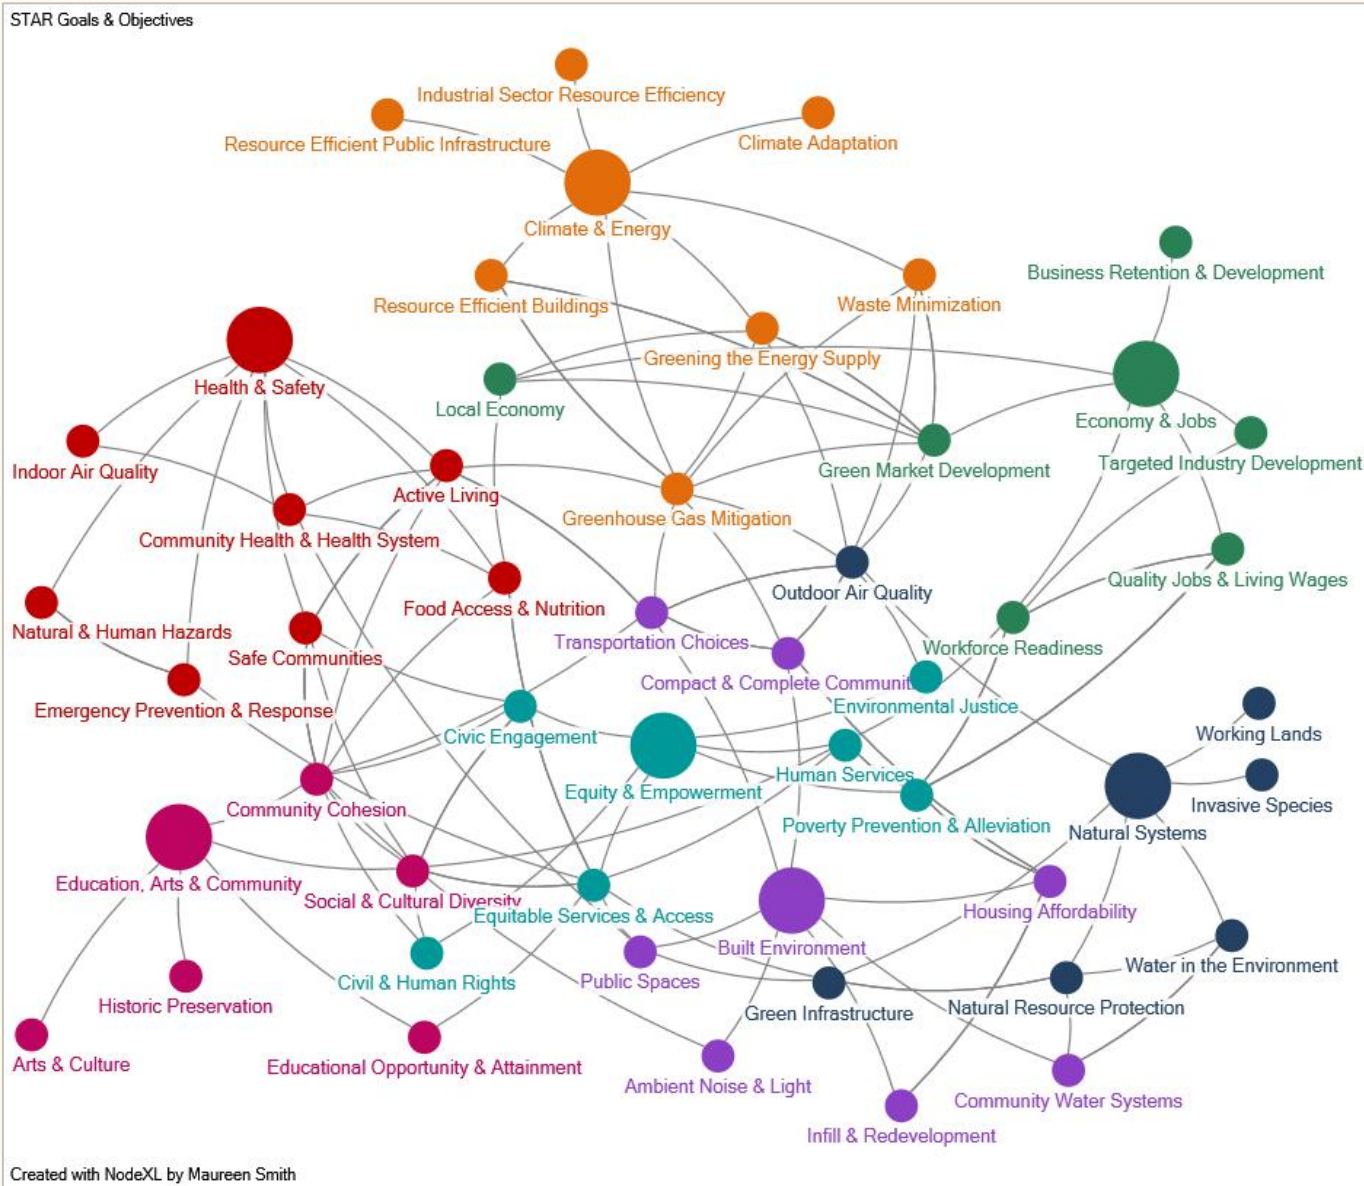 STAR Goals & Objectives
Industrial Sector Resource Efficiency
Resource Efficient Public Infrastructure
Climate Adaptation
Climate & Energy
Business Retention & Development
Resource Efficient Buildings
Waste Minimization
Greening the Energy Supply
Health & Safety
Local Economy
Economy & Jobs
Targeted Industry Development
Indoor Air Quality
Green Market Development
Active Living
Greenhouse Gas Mitigation
Community Health & Health System
Quality Jobs & Living Wages
Outdoor Air Quality
Food Access & Nutrition
Natural & Human Hazards
Transportation Choices
Workforce Readiness
Safe Communities
Compact & Complete Communit
Environmental Justice
Emergency Prevention & Response
Working Lands
Civic Engagement
Human Services
Equity & Empowerment
Invasive Species
Community Cohesion
Poverty Prevention & Alleviation
Natural Systems
Education, Arts & Community
Social & Cultural Diversity
Equitable Services & Access
Housing Affordability
Built Environment
Water in the Environment
Civil & Human Rights
Public Spaces
Historic Preservation
Green Infrastructure
Natural Resource Protection
Arts & Culture
Educational Opportunity & Attainment
Ambient Noise & Light
Community Water Systems
Infill & Redevelopment
Created with NodeXL by Maureen Smith